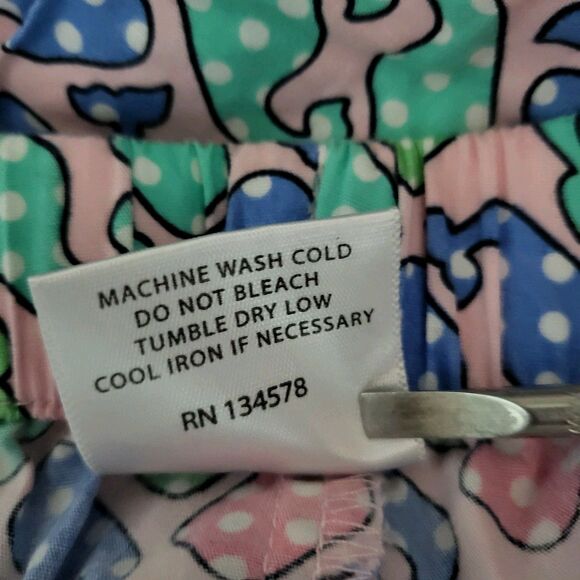 MACHINE WASH COLD
DO NOT BLEACH
TUMBLE DRY LOW
COOL IRON IF NECESSARY
RN 134578